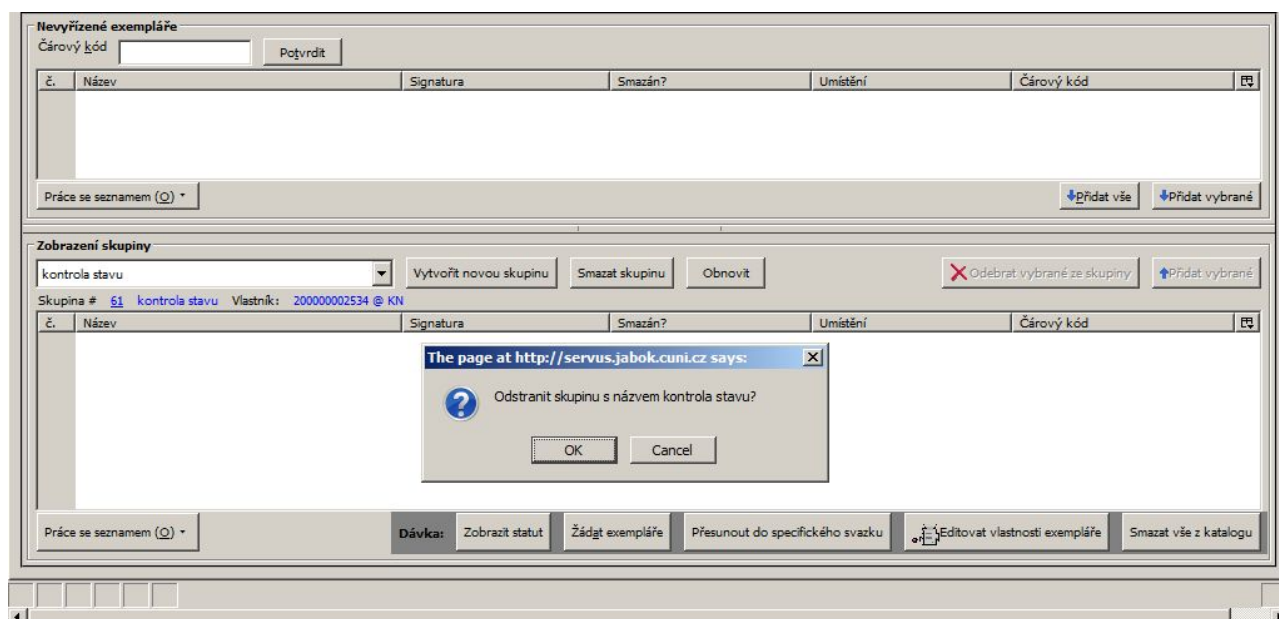 Nevyřízené exempláře
Čárový kód Potvrdit
č. Název Signatura Smazán? Umístění Čárový kód
Práce se seznamem (O) Přidat vše Přidat vybrané
Zobrazení skupiny
kontrola stavu Vytvořit novou skupinu Smazat skupinu Obnovit Odebrat vybrané ze skupiny Přidat vybrané
Skupina # 61 kontrola stavu Vlastník: 200000002534 @ KN
č. Název Signatura Smazán? Umístění Čárový kód
The page at http://servus.jabok.cuni.cz says:
Odstranit skupinu s názvem kontrola stavu?
OK Cancel
Práce se seznamem (O) Dávka: Zobrazit statut Žádat exempláře Přesunout do specifického svazku Editovat vlastnosti exempláře Smazat vše z katalogu